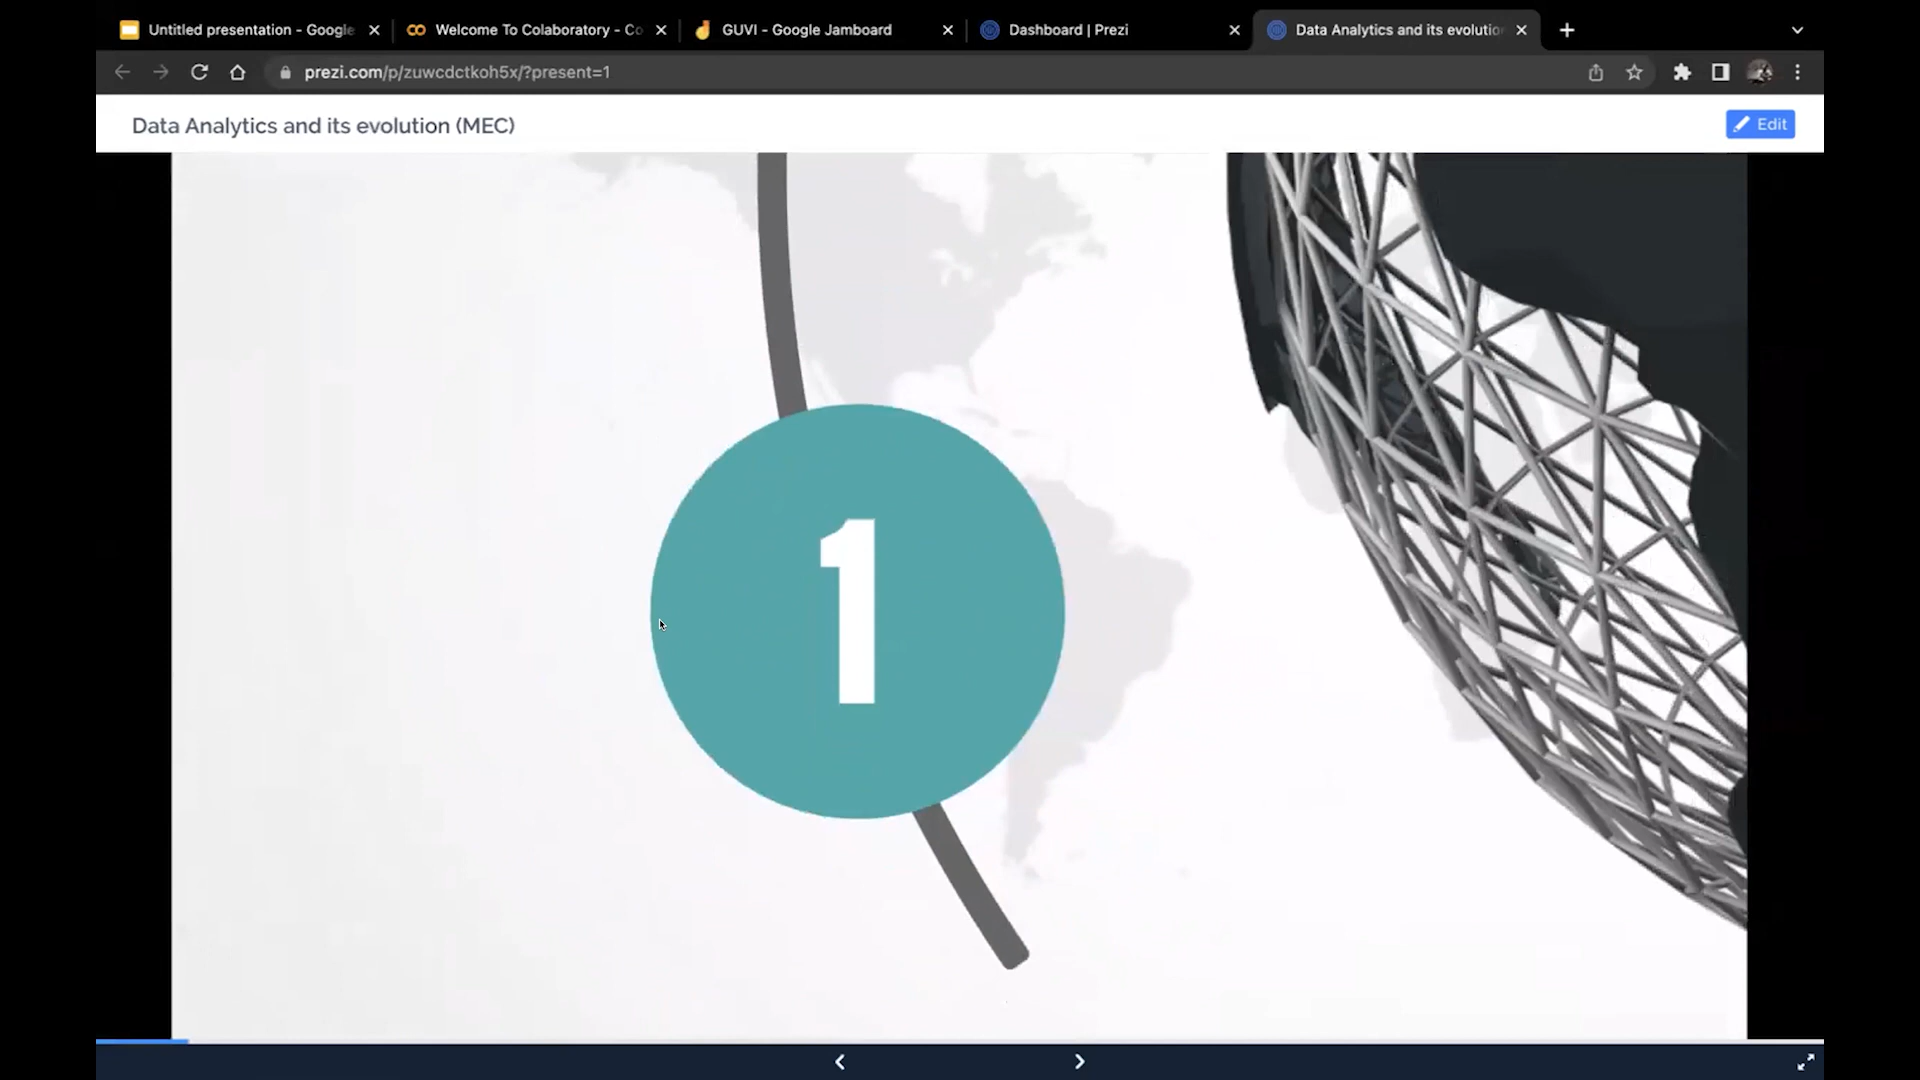 Untitled presentation - Google
Welcome To Colaboratory - Co
GUVI - Google Jamboard
Dashboard | Prezi
Data Analytics and its evolutio
prezi.com/p/zuwcdctkoh5x/?present=1
Data Analytics and its evolution (MEC)
Edit
1